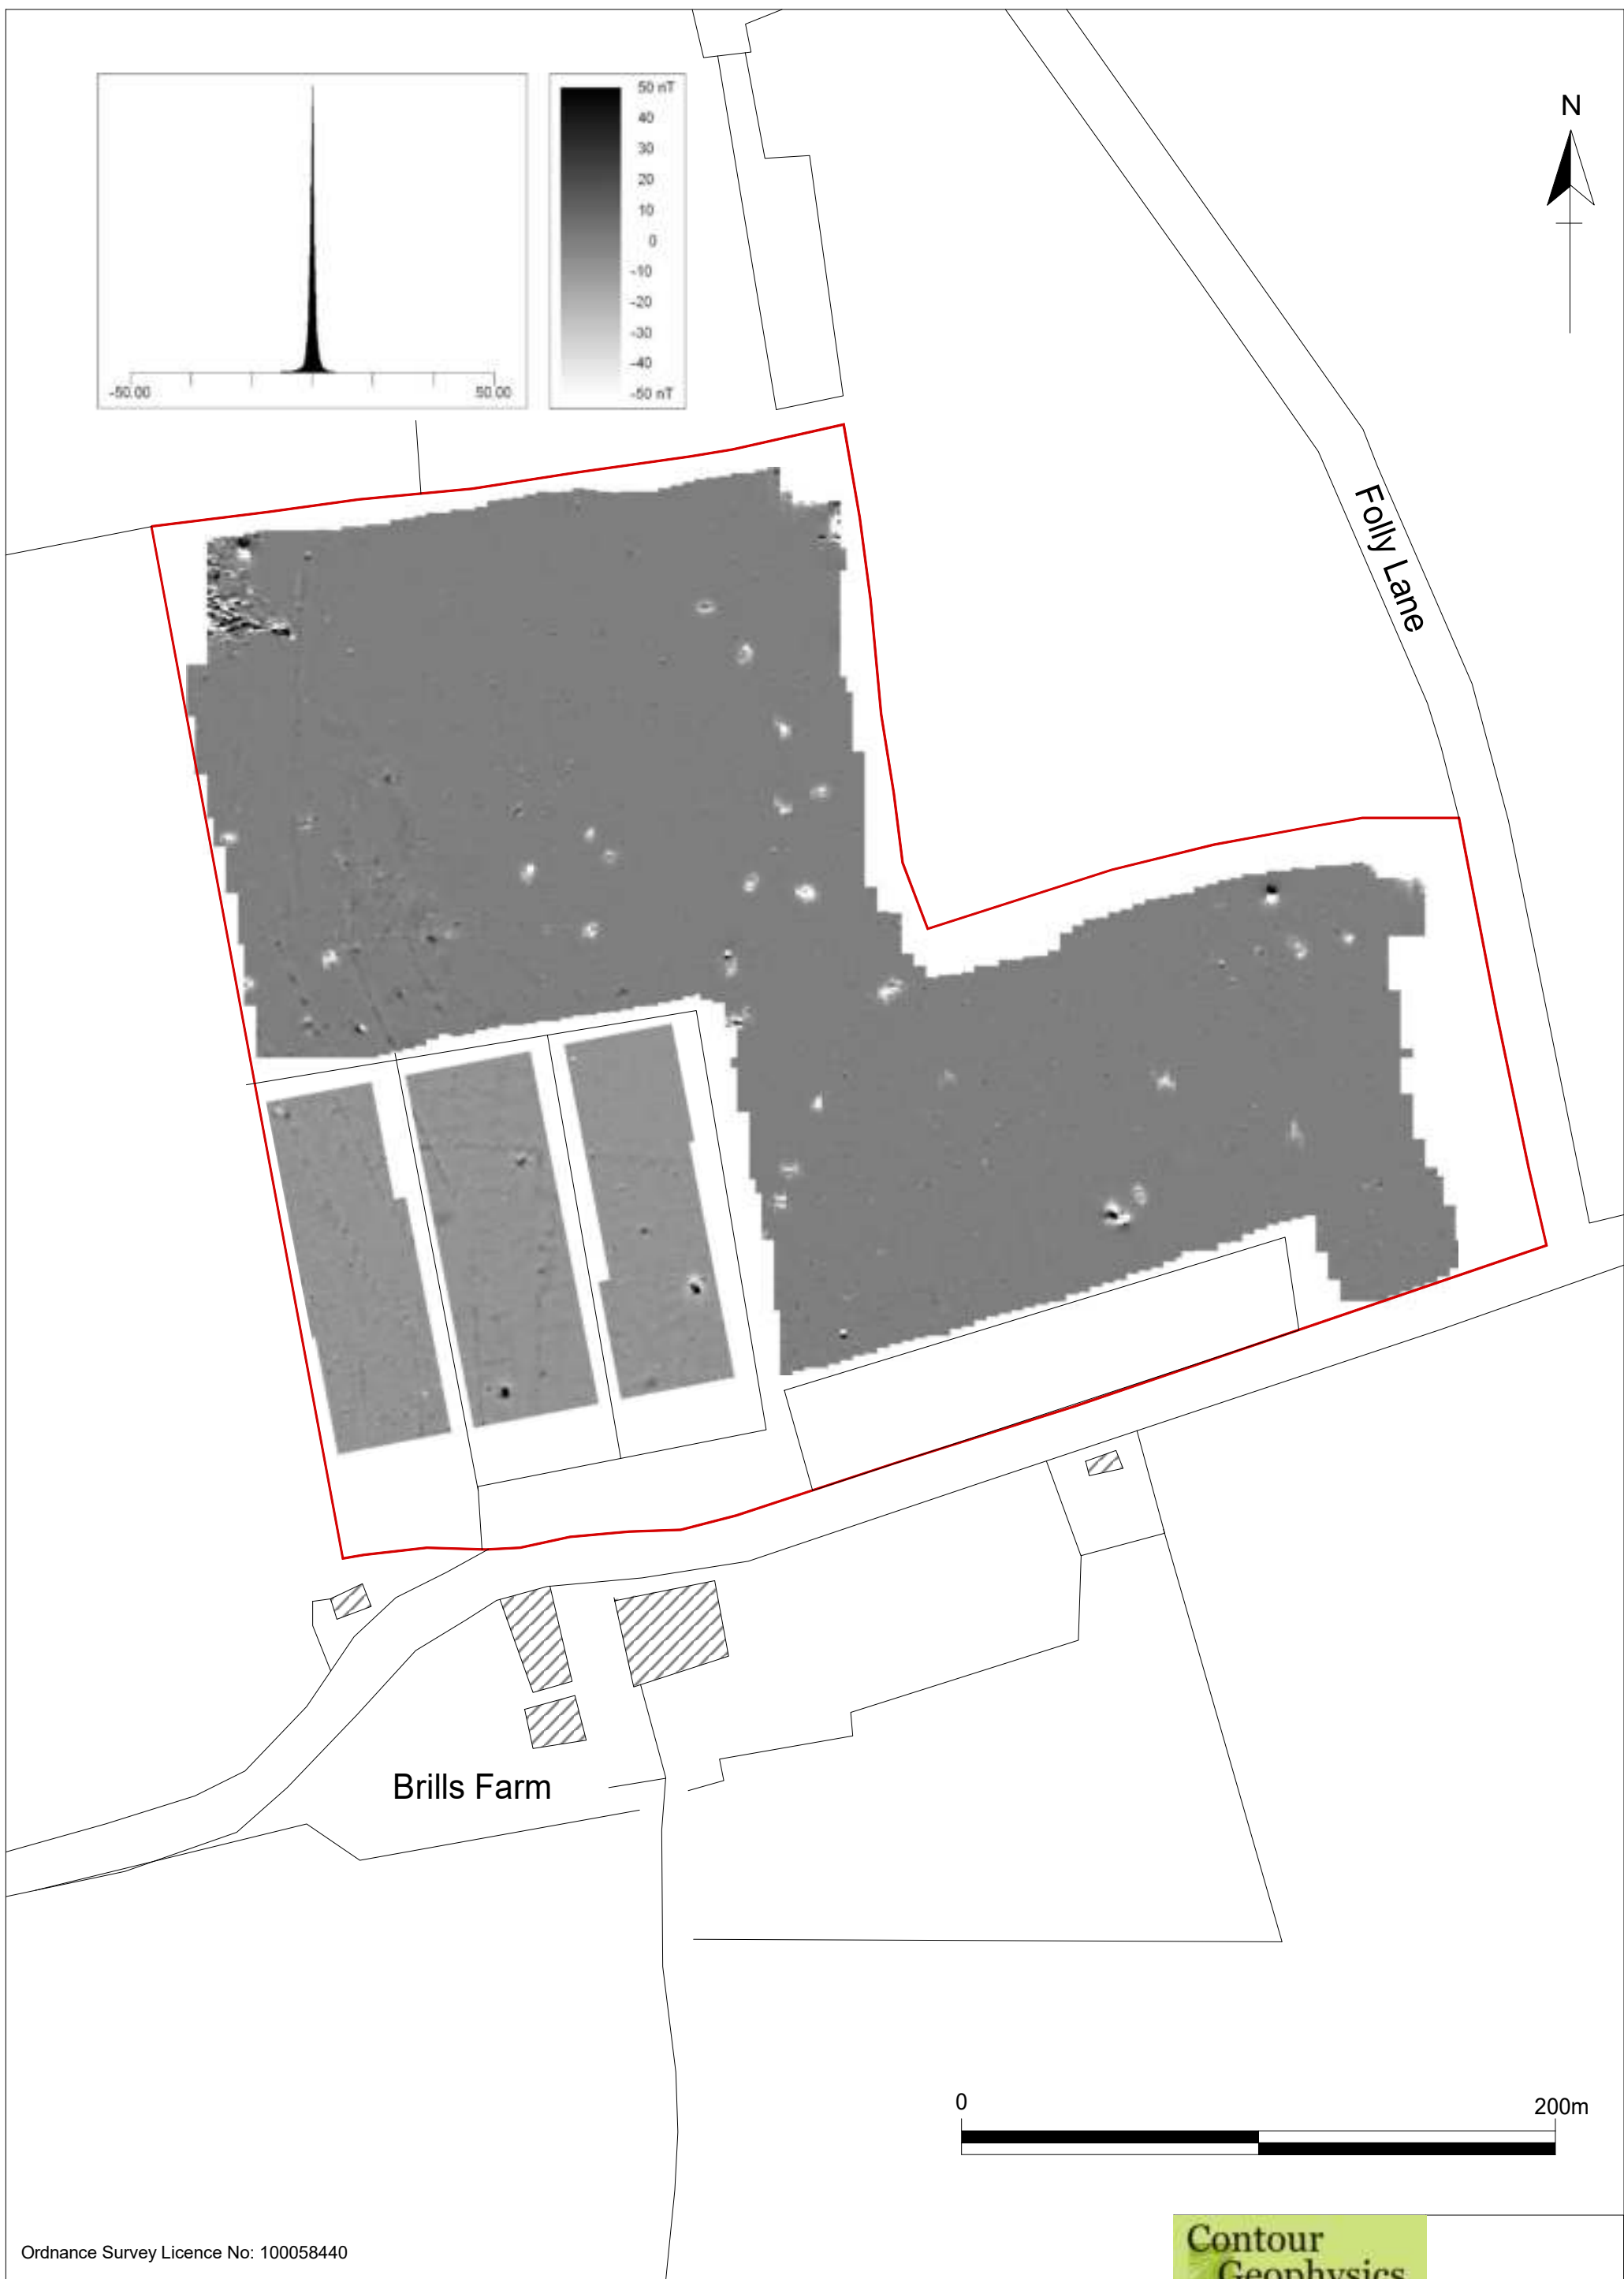 50 nT
40
30
20
10
0
-10
-20
-30
-40
-50 nT
-50.00
50.00
N
Folly Lane
Brills Farm
0
200m
Ordnance Survey Licence No: 100058440
Contour
Geophysics